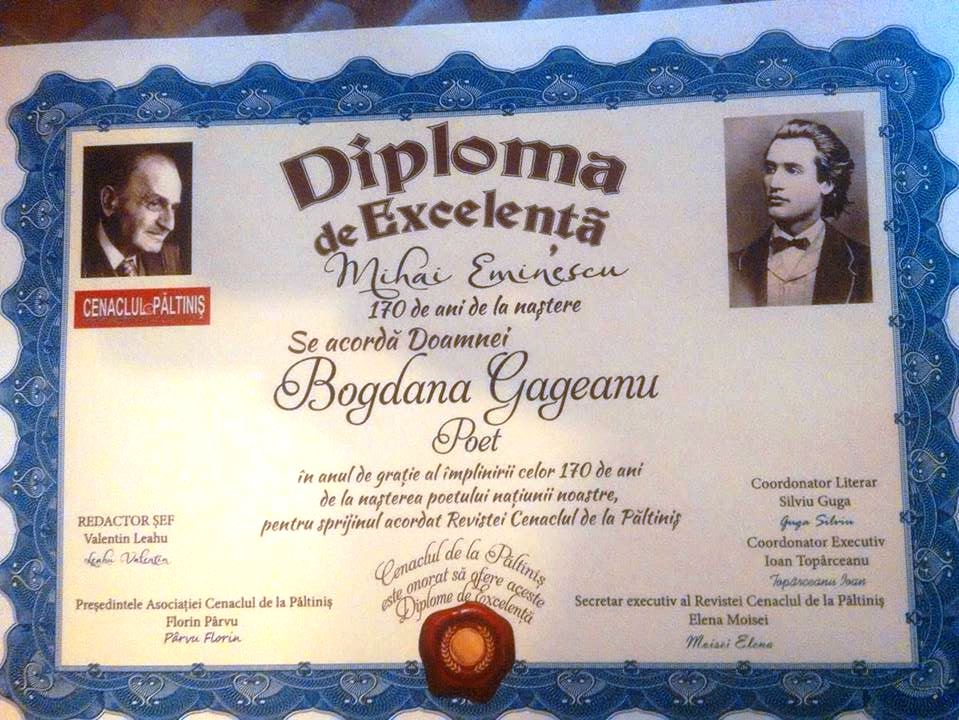 Diploma
de Excelență
Mihai Eminescu
170 de ani de la naștere
CENACLUL de la PĂLTINIȘ
Se acordă Doamnei
Bogdana Gageanu
Poet
în anul de grație al împlinirii celor 170 de ani
de la nașterea poetului națiunii noastre,
pentru sprijinul acordat Revistei Cenaclul de la Păltiniș
REDACTOR ȘEF
Valentin Leahu
Leahu Valentin
Președintele Asociației Cenaclul de la Păltiniș
Florin Pârvu
Pârvu Florin
Cenaclul de la Păltiniș
este onorat să ofere aceste
Diplome de Excelență
Coordonator Literar
Silviu Guga
Guga Silviu
Coordonator Executiv
Ioan Topârceanu
Topârceanu Ioan
Secretar executiv al Revistei Cenaclul de la Păltiniș
Elena Moisei
Moisei Elena